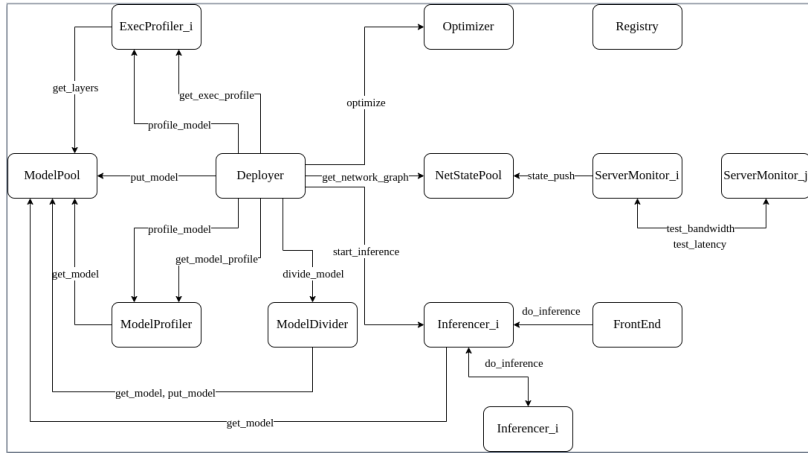 ExecProfiler_i
Optimizer
Registry
get_layers
get_exec_profile
optimize
profile_model
ModelPool
put_model
Deployer
get_network_graph
NetStatePool
state_push
ServerMonitor_i
ServerMonitor_j
profile_model
test_bandwidth
test_latency
get_model_profile
start_inference
get_model
divide_model
do_inference
ModelProfiler
ModelDivider
Inferencer_i
FrontEnd
do_inference
get_model, put_model
get_model
Inferencer_i